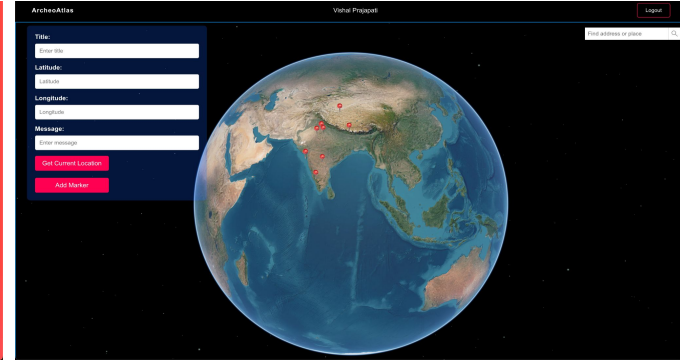 ArcheoAtlas
Vishal Prajapati
Logout
Title:
Enter title
Latitude:
Latitude
Longitude:
Longitude
Message:
Enter message
Get Current Location
Add Marker
Find address or place